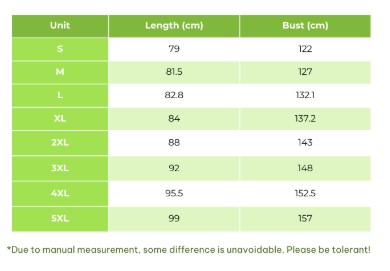 Unit Length (cm) Bust (cm)
S 79 122
M 81.5 127
L 82.8 132.1
XL 84 137.2
2XL 88 143
3XL 92 148
4XL 95.5 152.5
5XL 99 157
*Due to manual measurement, some difference is unavoidable. Please be tolerant!